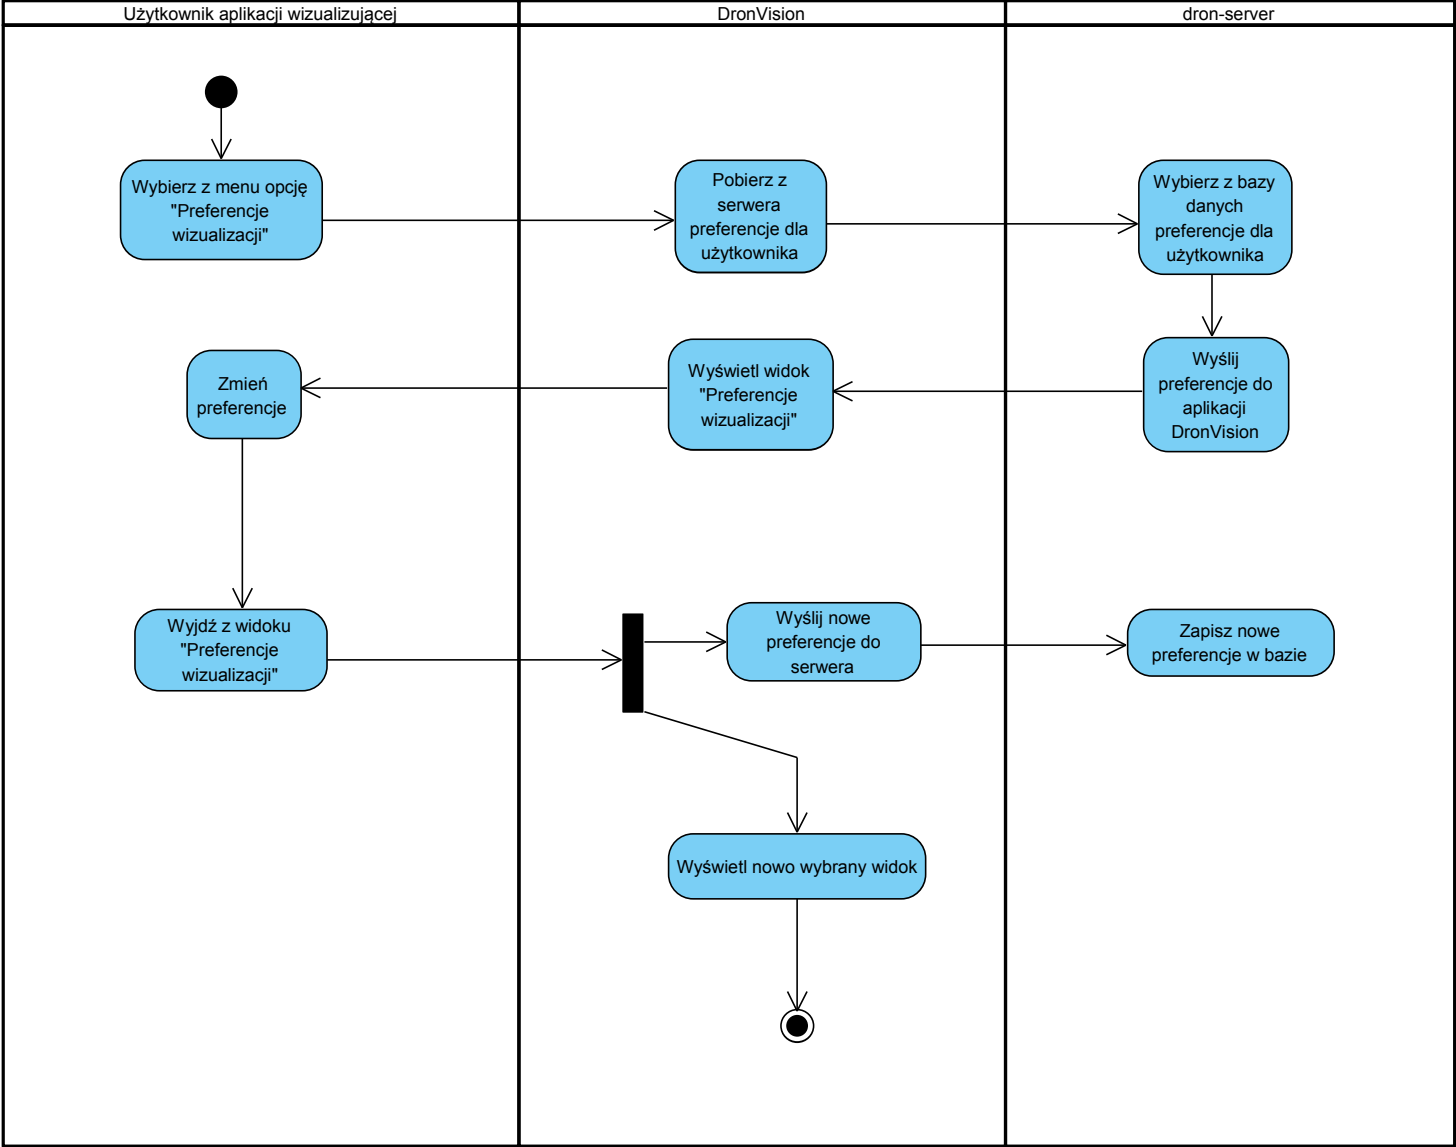 Użytkownik aplikacji wizualizującej
DronVision
dron-server
Wybierz z menu opcję
"Preferencje
wizualizacji"
Pobierz z
serwera
preferencje dla
użytkownika
Wybierz z bazy
danych
preferencje dla
użytkownika
Zmień
preferencje
Wyświetl widok
"Preferencje
wizualizacji"
Wyślij
preferencje do
aplikacji
DronVision
Wyjdź z widoku
"Preferencje
wizualizacji"
Wyślij nowe
preferencje do
serwera
Zapisz nowe
preferencje w bazie
Wyświetl nowo wybrany widok